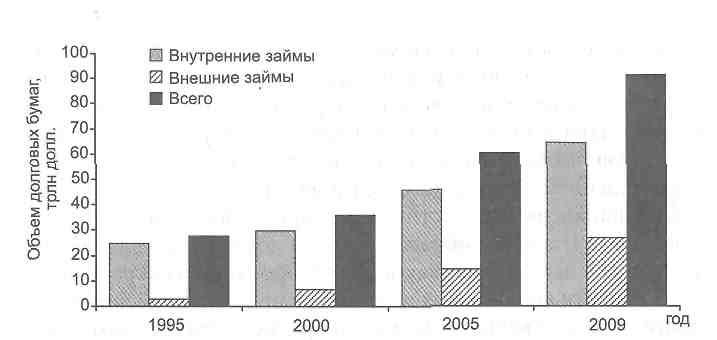 Объем долговых бумаг,
трлн долл.
100
90
80
70
60
50
40
30
20
10
0
Внутренние займы
Внешние займы
Всего
1995
2000
2005
2009
год